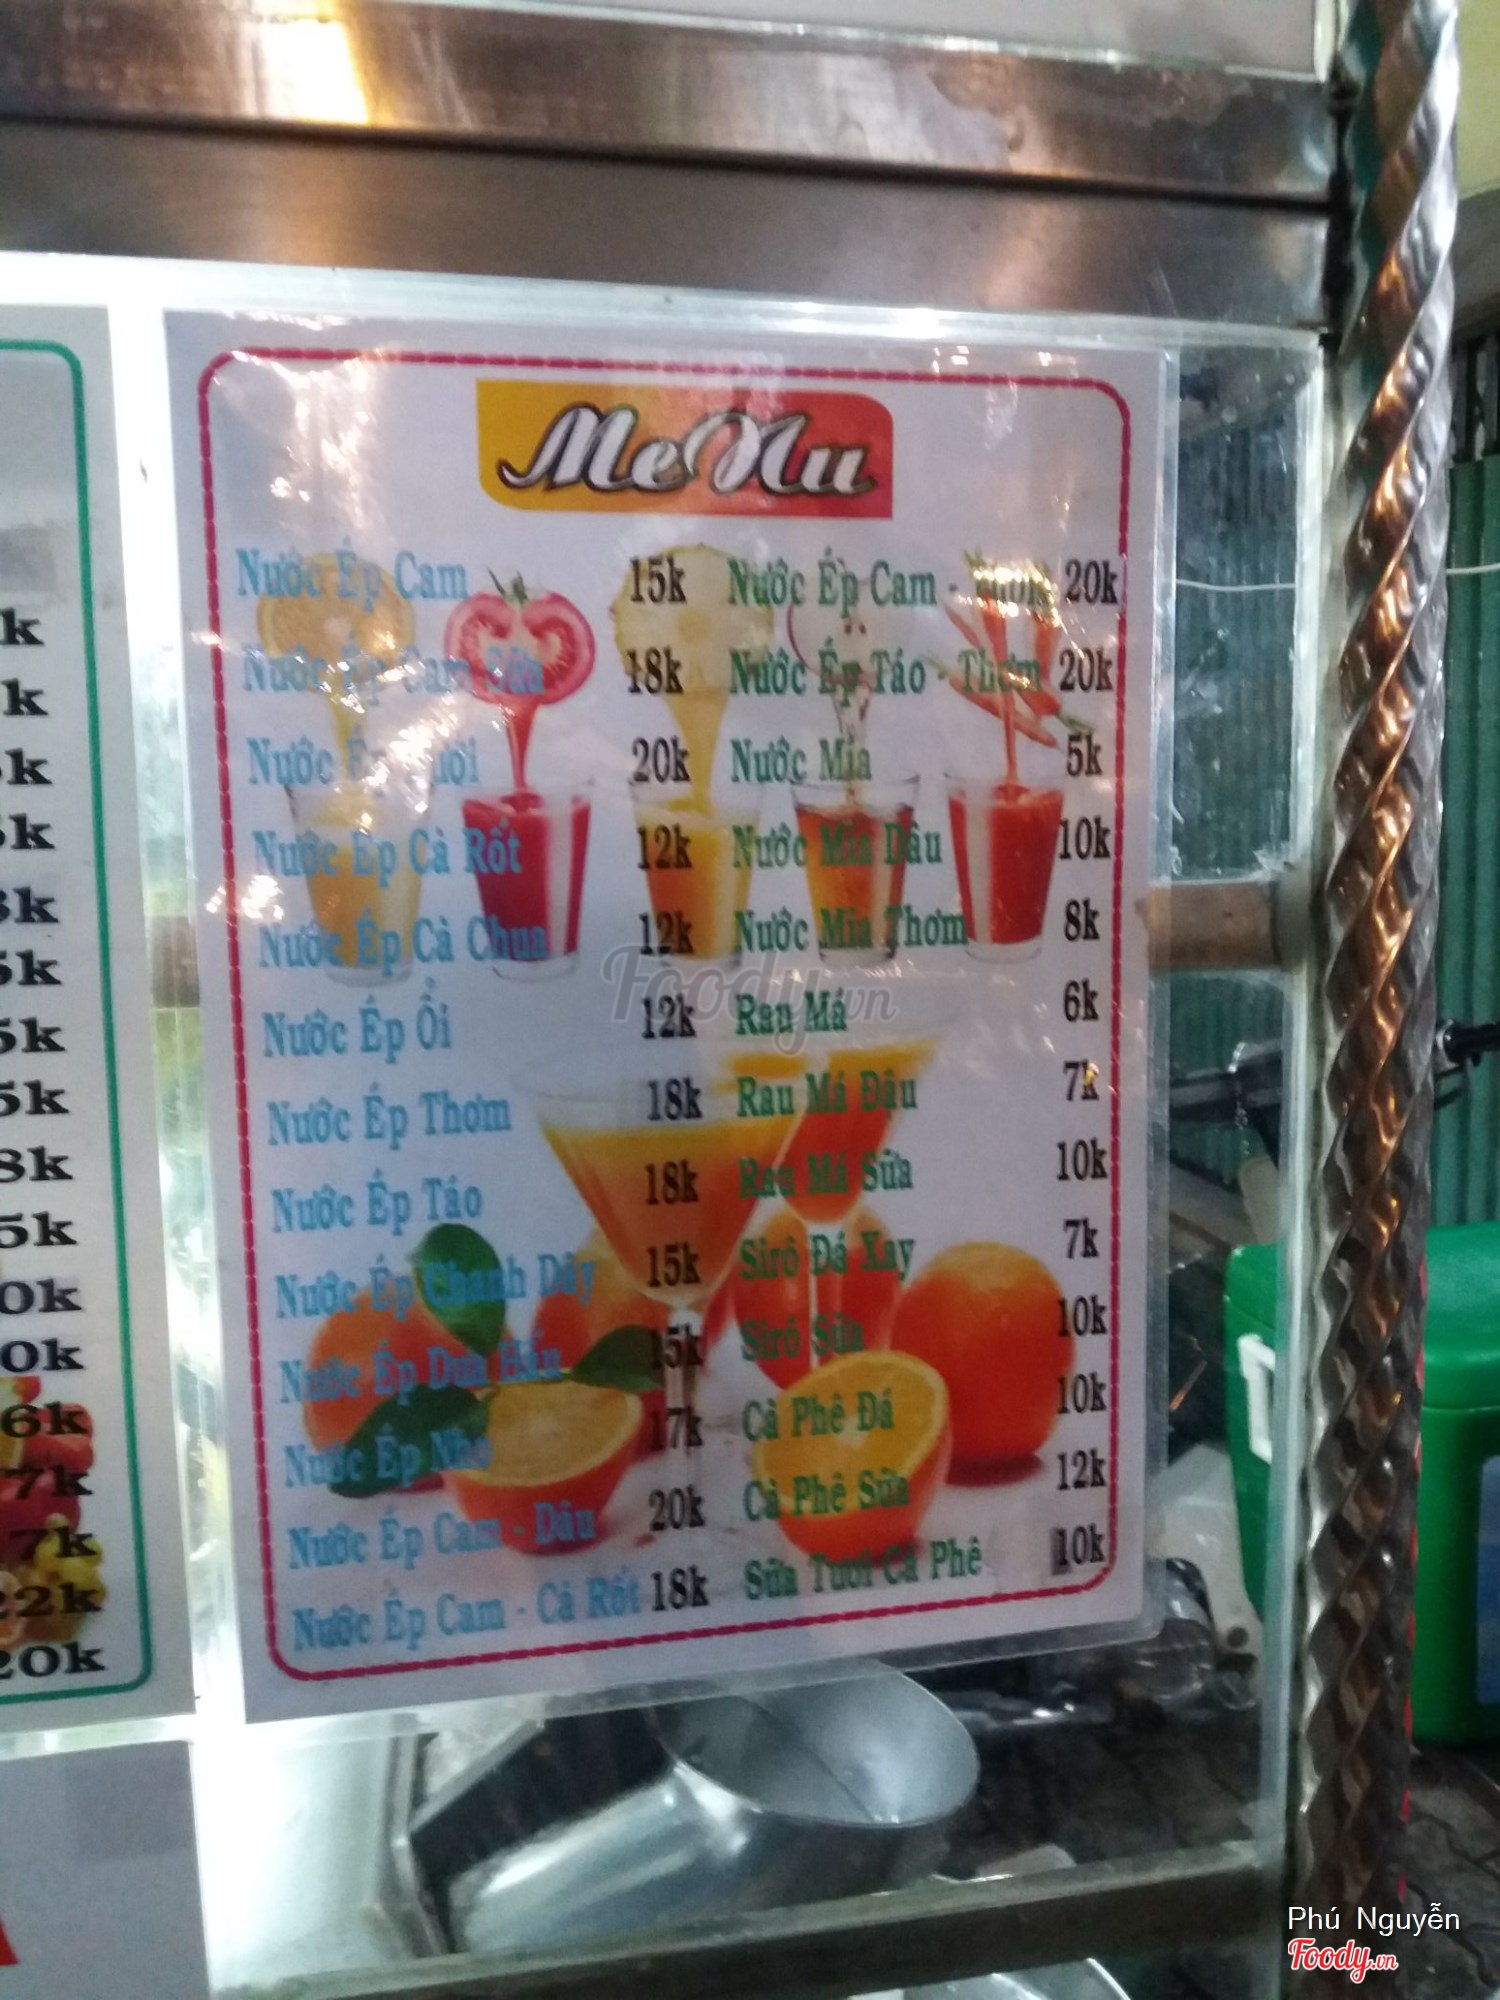 MeNu
Nước Ép Cam 15k
Nước Ép Cam Sữa 18k
Nước Ép 20k
Nước Ép Cà Rốt 12k
Nước Ép Cà Chua 12k
Nước Ép Ổi 12k
Nước Ép Thơm 18k
Nước Ép Táo 18k
Nước Ép Chanh Dây 15k
Nước Ép Dưa Hấu 15k
Nước Ép Nho 17k
Nước Ép Cam - Dâu 20k
Nước Ép Cam - Cà Rốt 18k
Nước Ép Cam - 20k
Nước Ép Táo - Thơm 20k
Nước Mía 5k
Nước Mía Dâu 10k
Nước Mía Thơm 8k
Rau Má 6k
Rau Má Đậu 7k
Rau Má Sữa 10k
Sirô Đá Xay 7k
Sirô Sữa 10k
Cà Phê Đá 10k
Cà Phê Sữa 12k
Sữa Tươi Cà Phê 10k
Foody.vn
Phú Nguyễn
Foody.vn